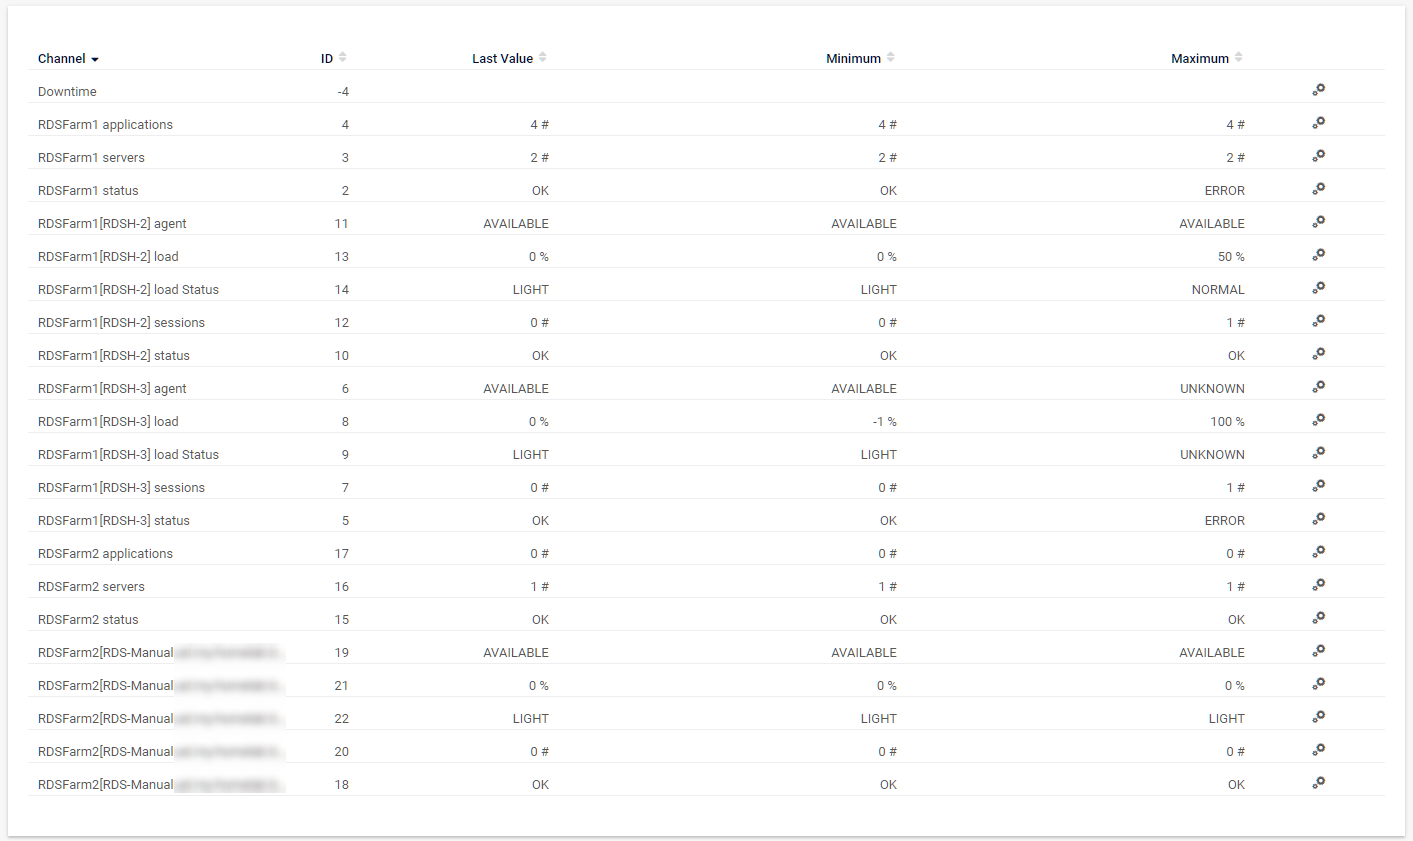 Channel ID Last Value Minimum Maximum
Downtime -4
RDSFarm1 applications 4 4 # 4 # 4 #
RDSFarm1 servers 3 2 # 2 # 2 #
RDSFarm1 status 2 OK OK ERROR
RDSFarm1[RDSH-2] agent 11 AVAILABLE AVAILABLE AVAILABLE
RDSFarm1[RDSH-2] load 13 0 % 0 % 50 %
RDSFarm1[RDSH-2] load Status 14 LIGHT LIGHT NORMAL
RDSFarm1[RDSH-2] sessions 12 0 # 0 # 1 #
RDSFarm1[RDSH-2] status 10 OK OK OK
RDSFarm1[RDSH-3] agent 6 AVAILABLE AVAILABLE UNKNOWN
RDSFarm1[RDSH-3] load 8 0 % -1 % 100 %
RDSFarm1[RDSH-3] load Status 9 LIGHT LIGHT UNKNOWN
RDSFarm1[RDSH-3] sessions 7 0 # 0 # 1 #
RDSFarm1[RDSH-3] status 5 OK OK ERROR
RDSFarm2 applications 17 0 # 0 # 0 #
RDSFarm2 servers 16 1 # 1 # 1 #
RDSFarm2 status 15 OK OK OK
RDSFarm2[RDS-Manual 19 AVAILABLE AVAILABLE AVAILABLE
RDSFarm2[RDS-Manual 21 0 % 0 % 0 %
RDSFarm2[RDS-Manual 22 LIGHT LIGHT LIGHT
RDSFarm2[RDS-Manual 20 0 # 0 # 0 #
RDSFarm2[RDS-Manual 18 OK OK OK